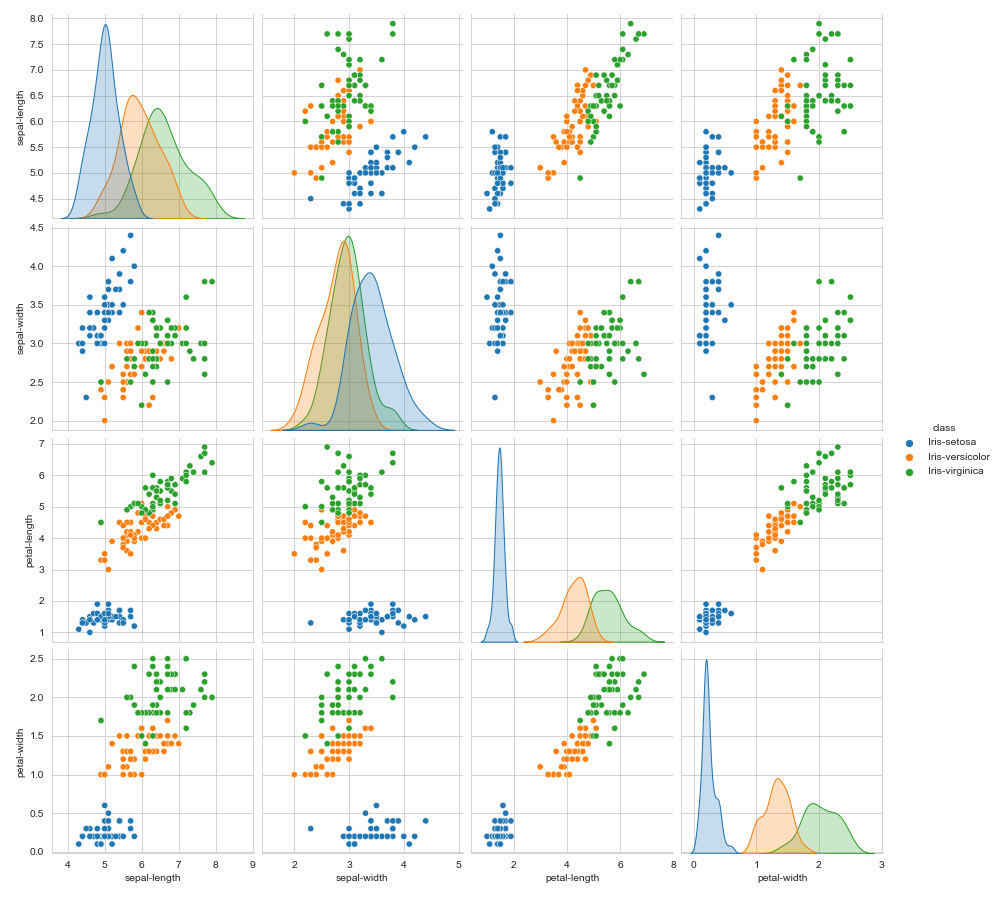 8.0
7.5
7.0
6.5
6.0
5.5
5.0
4.5
sepal-length
4.5
4.0
3.5
3.0
2.5
2.0
sepal-width
7
6
5
4
3
2
1
petal-length
2.5
2.0
1.5
1.0
0.5
0.0
petal-width
4 5 6 7 8 9
sepal-length
2 3 4 5
sepal-width
2 4 6 8
petal-length
0 1 2 3
petal-width
class
Iris-setosa
Iris-versicolor
Iris-virginica